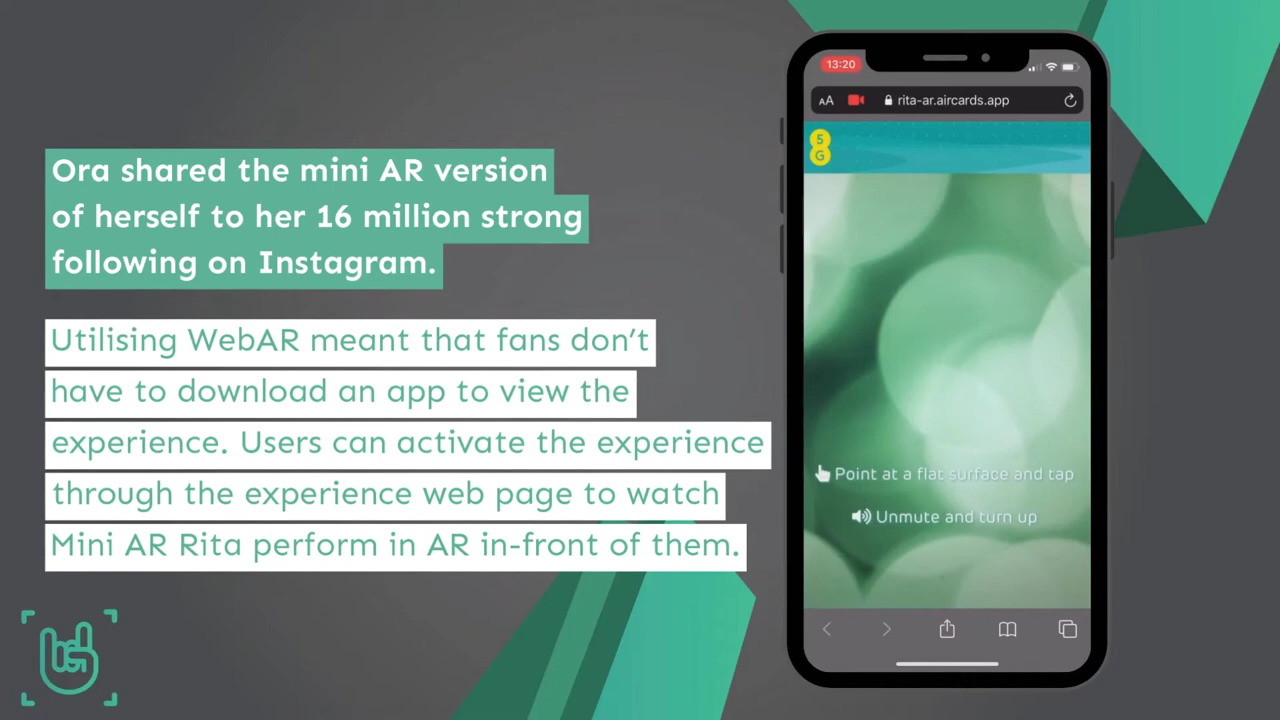 Ora shared the mini AR version
of herself to her 16 million strong
following on Instagram.
Utilising WebAR meant that fans don’t
have to download an app to view the
experience. Users can activate the experience
through the experience web page to watch
Mini AR Rita perform in AR in-front of them.
13:20
AA rita-ar.aircards.app
5
G
Point at a flat surface and tap
Unmute and turn up